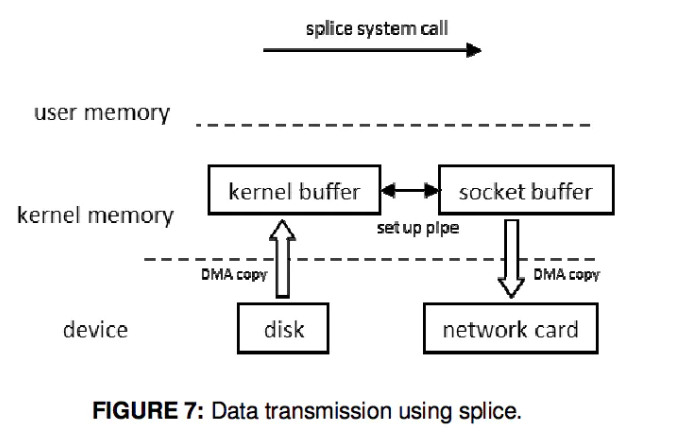 splice system call
user memory
kernel buffer
socket buffer
kernel memory
set up pipe
DMA copy
DMA copy
device
disk
network card
FIGURE 7: Data transmission using splice.